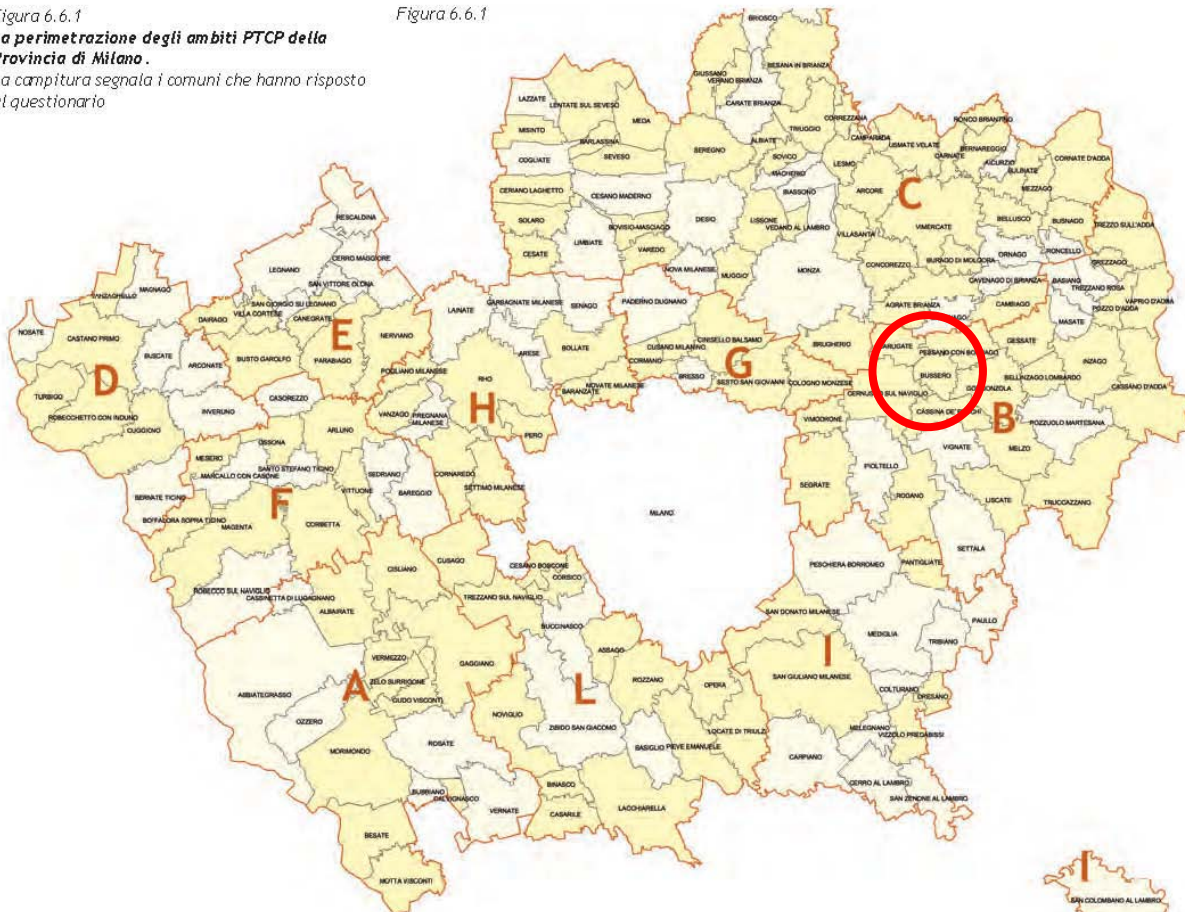 Figura 6.6.1
a perimetrazione degli ambiti PTCP della
Provincia di Milano.
a campitura segnala i comuni che hanno risposto
l questionario
Figura 6.6.1
BRIOSCO
GIUSSANO
VERANO BRIANZA
BESANA IN BRIANZA
CARATE BRIANZA
LAZZATE
LENTATE SUL SEVESO
MEDA
MISINTO
BARLASSINA
COGLIATE
SEVESO
SEREGNO
ALBIATE
TRIUGGIO
CORREZZANA
CAMPARADA
USMATE VELATE
RONCO BRIANTINO
BERNAREGGIO
CARNATE
AICURZIO
SULBIATE
CORNATE D'ADDA
SOVICO
MACHERIO
LESMO
BIASSONO
ARCORE
MEZZAGO
CERIANO LAGHETTO
CESANO MADERNO
DESIO
LISSONE
VEDANO AL LAMBRO
VILLASANTA
C
VIMERCATE
BELLUSCO
BUSNAGO
TREZZO SULL'ADDA
SOLARO
LIMBIATE
BOVISIO-MASCIAGO
VAREDO
CESATE
NOVA MILANESE
MUGGIO'
MONZA
CONCOREZZO
BURAGO DI MOLGORA
ORNAGO
RONCELLO
GREZZAGO
CAVENAGO DI BRIANZA
BASIANO
TREZZANO ROSA
VAPRIO D'ADDA
POZZO D'ADDA
AGRATE BRIANZA
CAMBIAGO
MASATE
RESCALDINA
LEGNANO
CERRO MAGGIORE
SAN VITTORE OLONA
VANZAGHELLO
MAGNAGO
NOSATE
CASTANO PRIMO
DAIRAGO
SAN GIORGIO SU LEGNANO
VILLA CORTESE
CANEGRATE
E
NERVIANO
PARABIAGO
BUSTO GAROLFO
LAINATE
GARBAGNATE MILANESE
SENAGO
PADERNO DUGNANO
ARESE
BOLLATE
CUSANO MILANINO
CINISELLO BALSAMO
CORMANO
BRESSO
G
SESTO SAN GIOVANNI
COLOGNO MONZESE
BRUGHERIO
CARUGATE
PESSANO CON BORNAGO
BUSSERO
CERNUSCO SUL NAVIGLIO
CASSINA DE' PECCHI
GORGONZOLA
GESSATE
BELLINZAGO LOMBARDO
INZAGO
CASSANO D'ADDA
B
POZZUOLO MARTESANA
D
BUSCATE
ARCONATE
TURBIGO
ROBECCHETTO CON INDUNO
CUGGIONO
INVERUNO
CASOREZZO
POGLIANO MILANESE
RHO
H
VANZAGO
PREGNANA MILANESE
BARANZATE
NOVATE MILANESE
PERO
VIMODRONE
PIOLTELLO
VIGNATE
MELZO
SEGRATE
RODANO
LISCATE
TRUCCAZZANO
MESERO
OSSONA
ARLUNO
MARCALLO CON CASONE
SANTO STEFANO TICINO
SEDRIANO
CORNAREDO
SETTIMO MILANESE
VITTUONE
BAREGGIO
BERNATE TICINO
F
BOFFALORA SOPRA TICINO
MAGENTA
CORBETTA
MILANO
SETTALA
PANTIGLIATE
PESCHIERA BORROMEO
ROBECCO SUL NAVIGLIO
CASSINETTA DI LUGAGNANO
CISLIANO
CUSAGO
CESANO BOSCONE
CORSICO
ALBAIRATE
TREZZANO SUL NAVIGLIO
BUCCINASCO
SAN DONATO MILANESE
MEDIGLIA
PAULLO
TRIBIANO
ABBIATEGRASSO
VERMEZZO
A
ZELO SURRIGONE
GUDO VISCONTI
GAGGIANO
ASSAGO
ROZZANO
OPERA
L
I
SAN GIULIANO MILANESE
COLTURANO
DRESANO
OZZERO
MORIMONDO
ROSATE
NOVIGLIO
ZIBIDO SAN GIACOMO
BASIGLIO
LOCATE DI TRIULZI
PIEVE EMANUELE
CARPIANO
MELEGNANO
VIZZOLO PREDABISSI
CERRO AL LAMBRO
SAN ZENONE AL LAMBRO
BUBBIANO
CALVIGNASCO
VERNATE
BINASCO
CASARILE
LACCHIARELLA
BESATE
MOTTA VISCONTI
I
SAN COLOMBANO AL LAMBRO